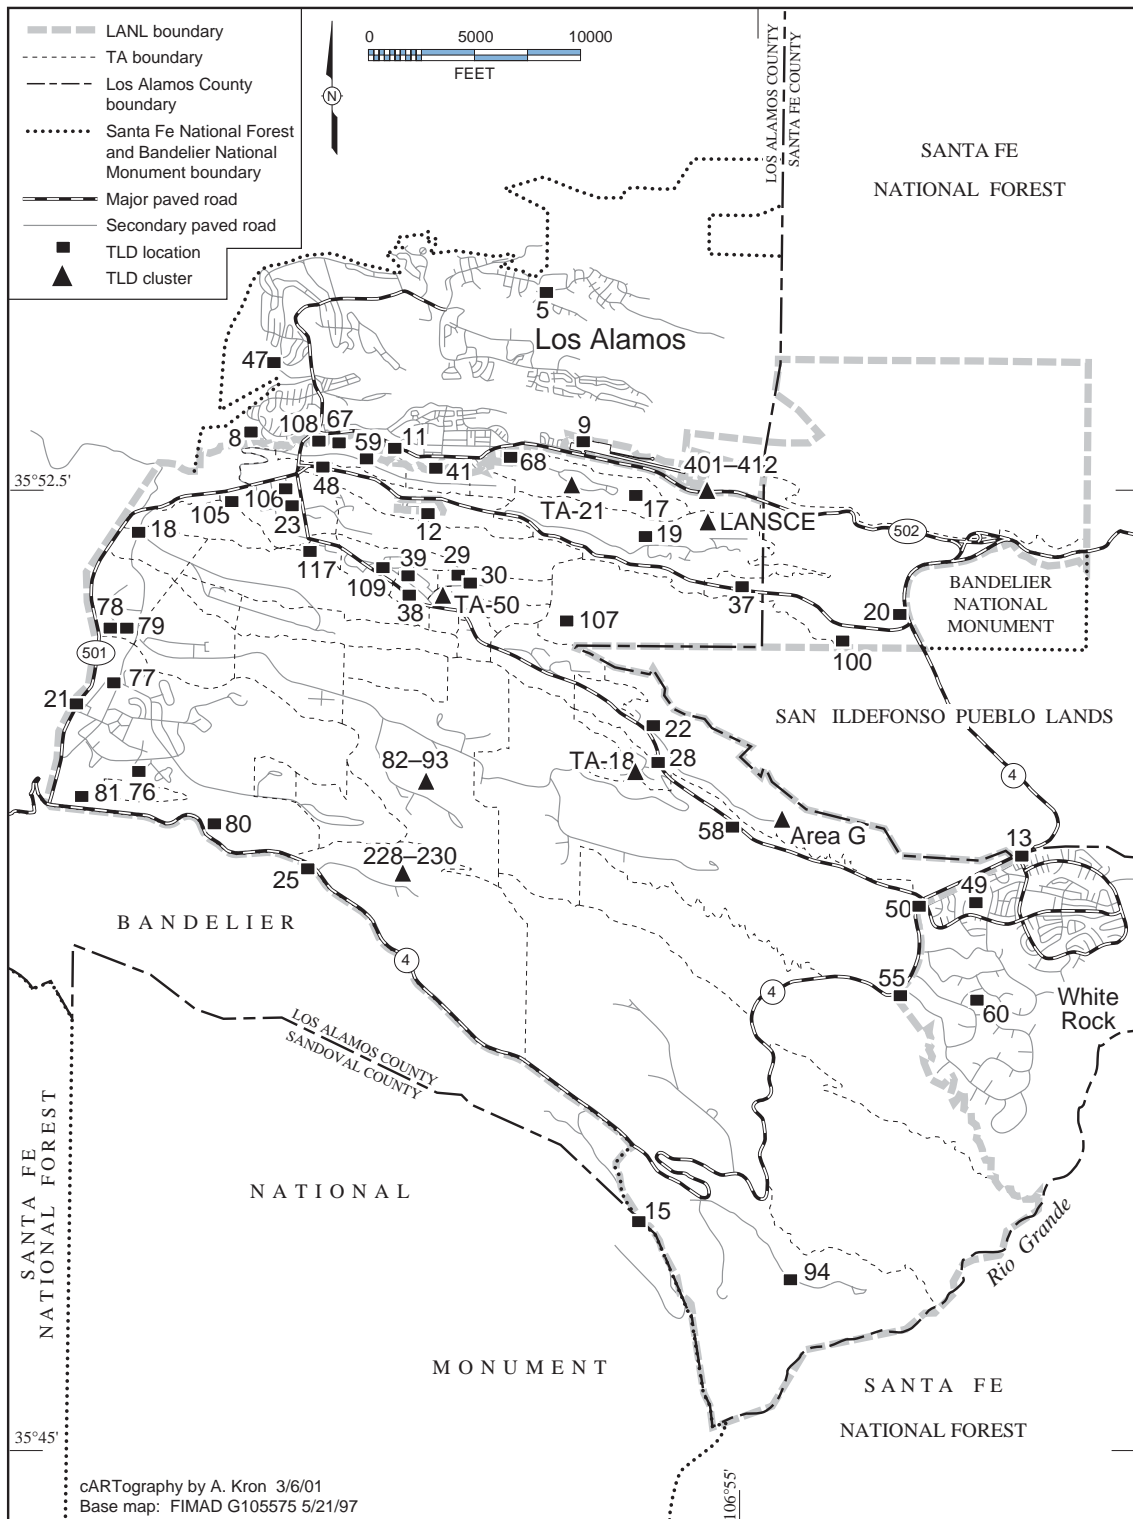 LANL boundary
TA boundary
Los Alamos County
boundary
Santa Fe National Forest
and Bandelier National
Monument boundary
Major paved road
Secondary paved road
TLD location
TLD cluster
0 5000 10000
FEET
N
LOS ALAMOS COUNTY
SANTA FE COUNTY
SANTA FE
NATIONAL FOREST
5
Los Alamos
47
8
108
67
59
11
9
41
68
401–412
35°52.5'
106
48
105
23
12
TA-21
17
LANSCE
18
19
502
117
39
29
30
109
38
TA-50
37
BANDELIER
NATIONAL
MONUMENT
20
78
79
107
100
501
77
21
SAN ILDEFONSO PUEBLO LANDS
22
82–93
TA-18
28
4
81
76
80
58
Area G
13
228–230
25
49
50
BANDELIER
4
4
55
60
White
Rock
LOS ALAMOS COUNTY
SANDOVAL COUNTY
SANTA FE
NATIONAL FOREST
NATIONAL
15
Rio Grande
94
MONUMENT
SANTA FE
NATIONAL FOREST
35°45'
106°55'
cARTography by A. Kron 3/6/01
Base map: FIMAD G105575 5/21/97